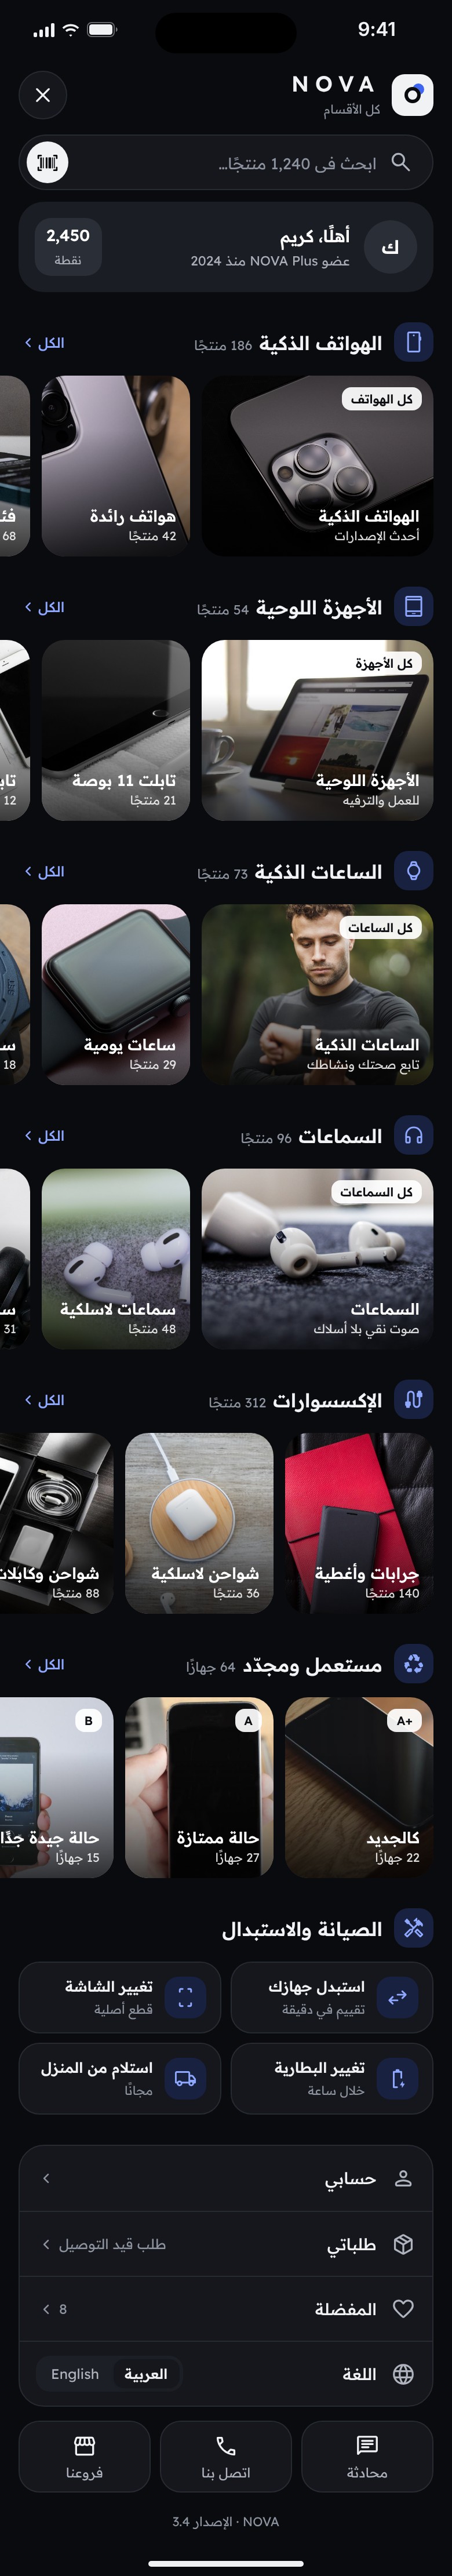 9:41
NOVA
كل الأقسام
ابحث في 1,240 منتجًا...
ك
أهلًا، كريم
عضو NOVA Plus منذ 2024
2,450
نقطة
الهواتف الذكية 186 منتجًا
الكل
كل الهواتف
الهواتف الذكية
أحدث الإصدارات
هواتف رائدة
42 منتجًا
فئ
68
الأجهزة اللوحية 54 منتجًا
الكل
كل الأجهزة
الأجهزة اللوحية
للعمل والترفيه
تابلت 11 بوصة
21 منتجًا
تاب
12
الساعات الذكية 73 منتجًا
الكل
كل الساعات
الساعات الذكية
تابع صحتك ونشاطك
ساعات يومية
29 منتجًا
سا
18
السماعات 96 منتجًا
الكل
كل السماعات
السماعات
صوت نقي بلا أسلاك
سماعات لاسلكية
48 منتجًا
سـ
31
الإكسسوارات 312 منتجًا
الكل
جرابات وأغطية
140 منتجًا
شواحن لاسلكية
36 منتجًا
شواحن وكابلات
88 منتجًا
مستعمل ومجدّد 64 جهازًا
الكل
A+
كالجديد
22 جهازًا
A
حالة ممتازة
27 جهازًا
B
حالة جيدة جدًا
15 جهازًا
الصيانة والاستبدال
استبدل جهازك
تقييم في دقيقة
تغيير الشاشة
قطع أصلية
تغيير البطارية
خلال ساعة
استلام من المنزل
مجانًا
حسابي
طلباتي
طلب قيد التوصيل
المفضلة
8
اللغة
العربية
English
محادثة
اتصل بنا
فروعنا
NOVA · الإصدار 3.4